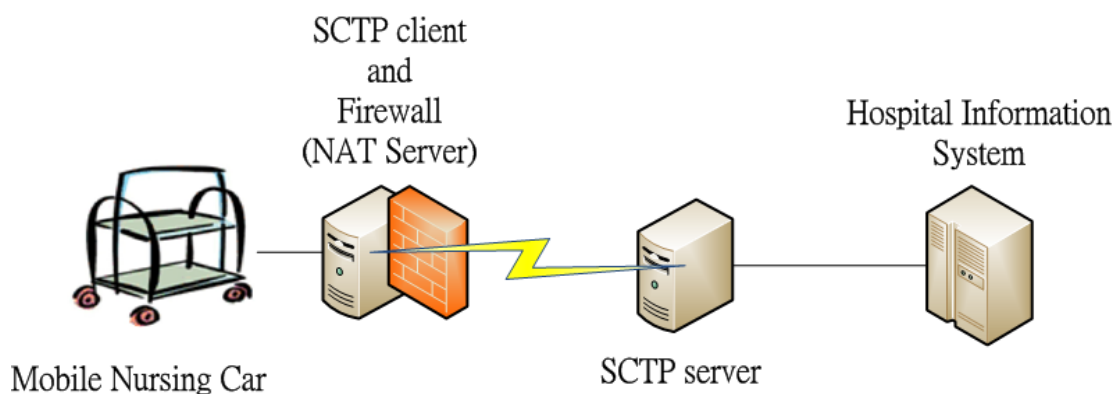 SCTP client
and
Firewall
(NAT Server)
Hospital Information
System
Mobile Nursing Car
SCTP server